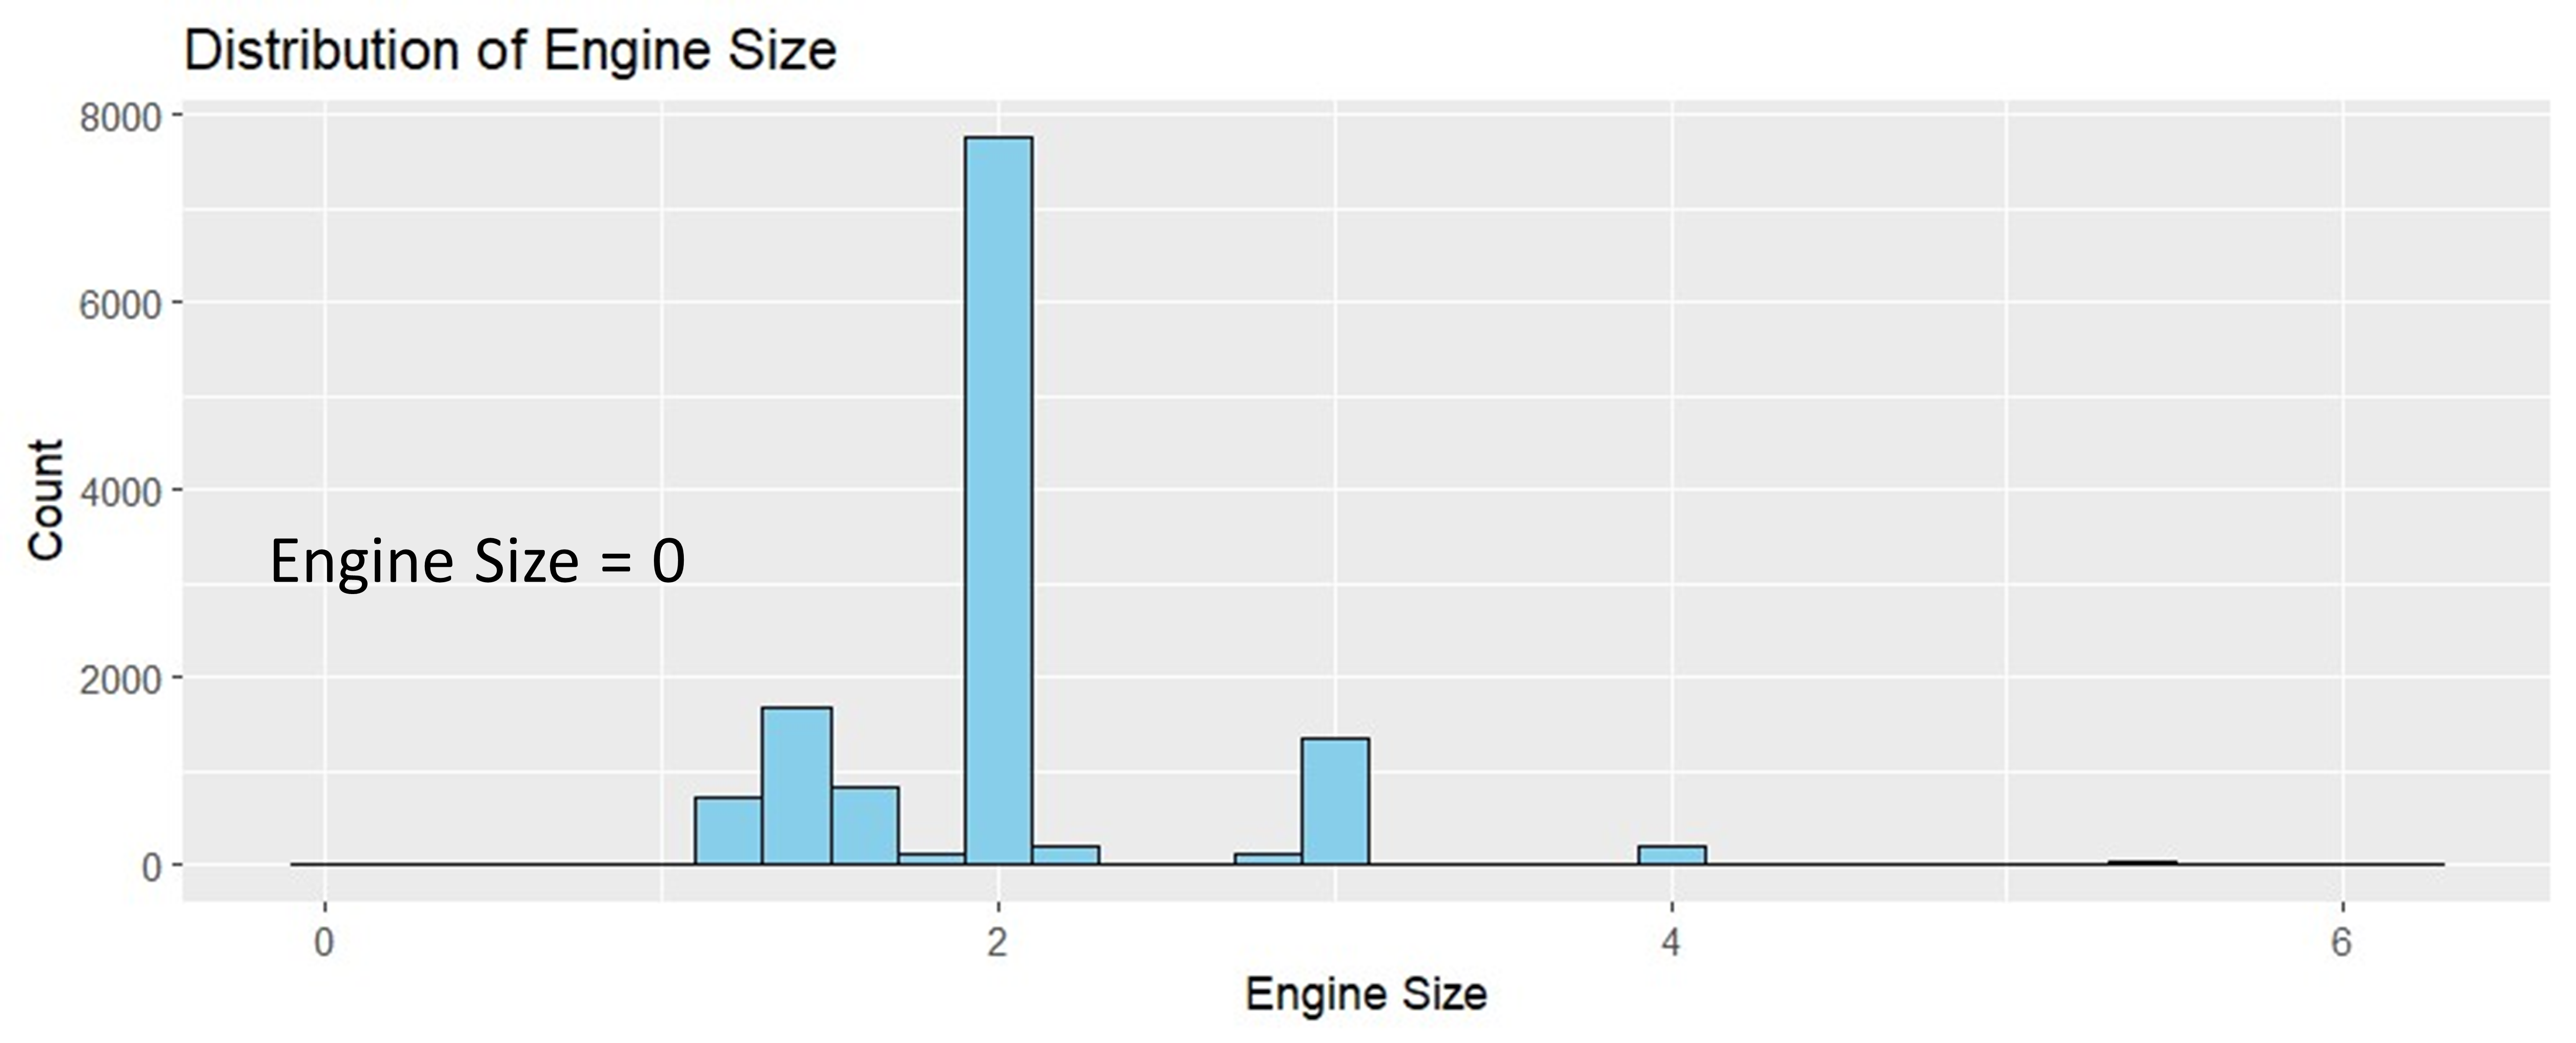 Distribution of Engine Size
8000
6000
4000
2000
0
Count
Engine Size = 0
0 2 4 6
Engine Size